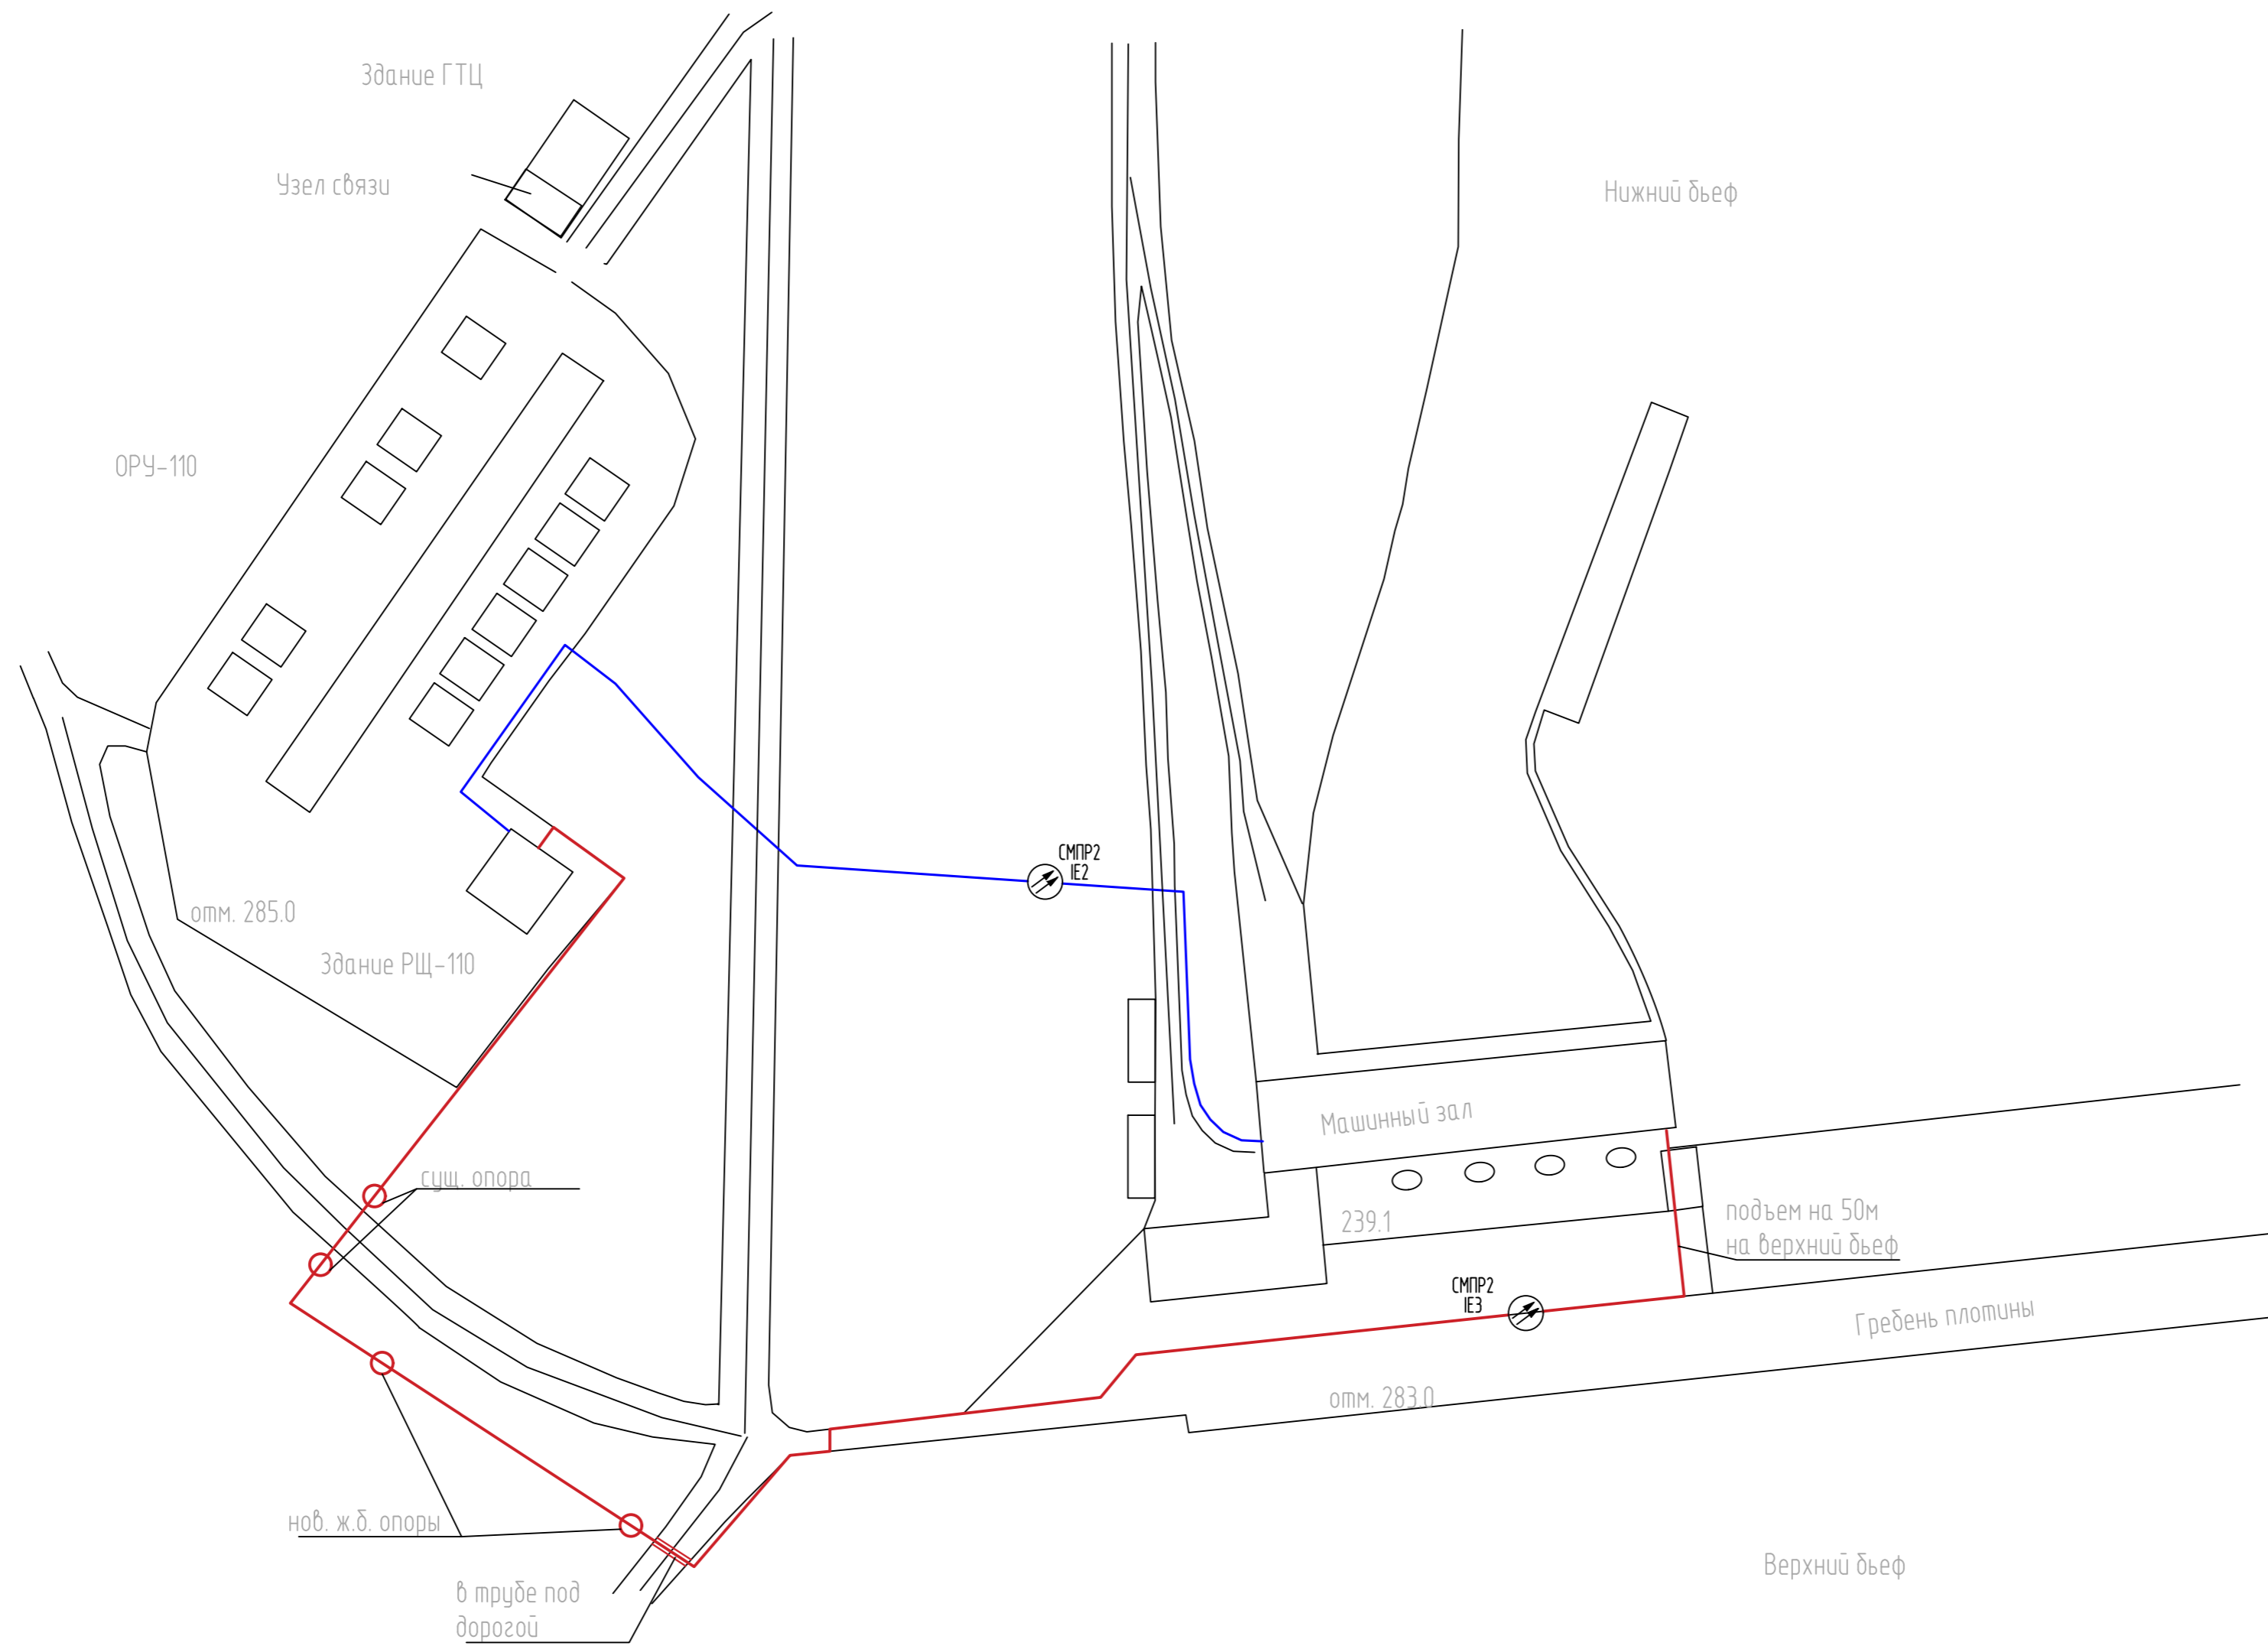 Здание ГТЦ
Узел связи
Нижний бьеф
ОРУ-110
СМПР2
IE2
отм. 285.0
Здание РЩ-110
Машинный зал
сущ. опора
239.1
подъем на 50м
на верхний бьеф
СМПР2
IE3
Гребень плотины
отм. 283.0
нов. ж.б. опоры
Верхний бьеф
в трубе под
дорогой